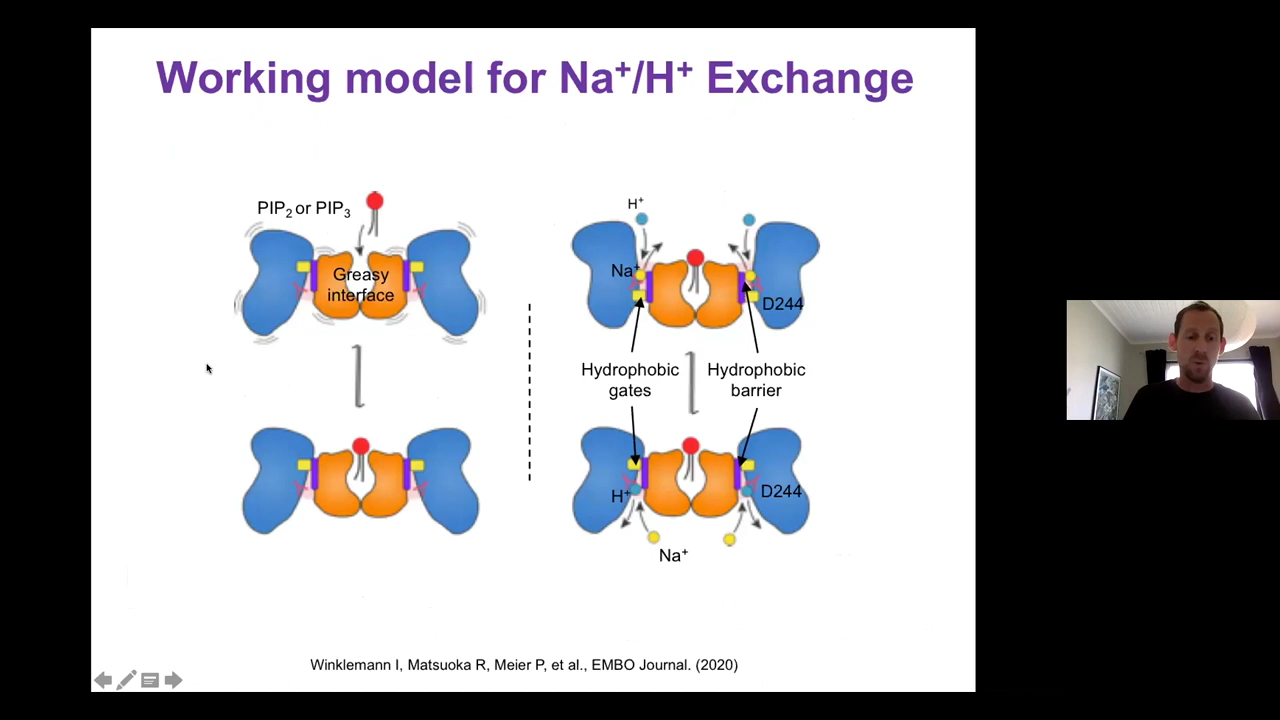 Working model for Na⁺/H⁺ Exchange
PIP₂ or PIP₃
Greasy
interface
H⁺
Na⁺
D244
Hydrophobic
gates
Hydrophobic
barrier
H⁺
D244
Na⁺
Winklemann I, Matsuoka R, Meier P, et al., EMBO Journal. (2020)